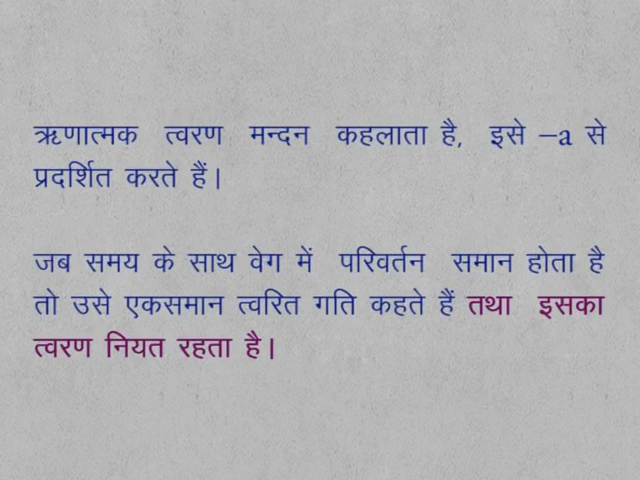 ऋणात्मक त्वरण मन्दन कहलाता है, इसे –a से
प्रदर्शित करते हैं।
जब समय के साथ वेग में परिवर्तन समान होता है
तो उसे एकसमान त्वरित गति कहते हैं तथा इसका
त्वरण नियत रहता है।